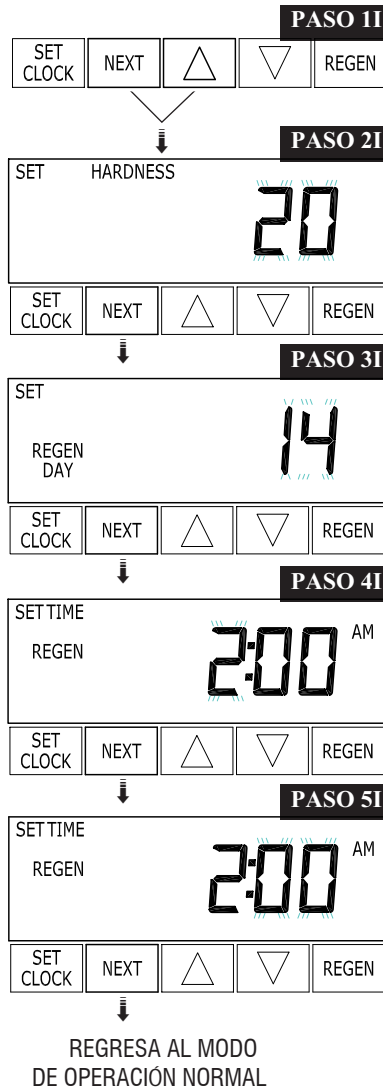 PASO 1I
SET CLOCK NEXT REGEN
PASO 2I
SET HARDNESS
20
SET CLOCK NEXT REGEN
PASO 3I
SET
14
REGEN DAY
SET CLOCK NEXT REGEN
PASO 4I
SET TIME
REGEN 2:00 AM
SET CLOCK NEXT REGEN
PASO 5I
SET TIME
REGEN 2:00 AM
SET CLOCK NEXT REGEN
REGRESA AL MODO
DE OPERACIÓN NORMAL